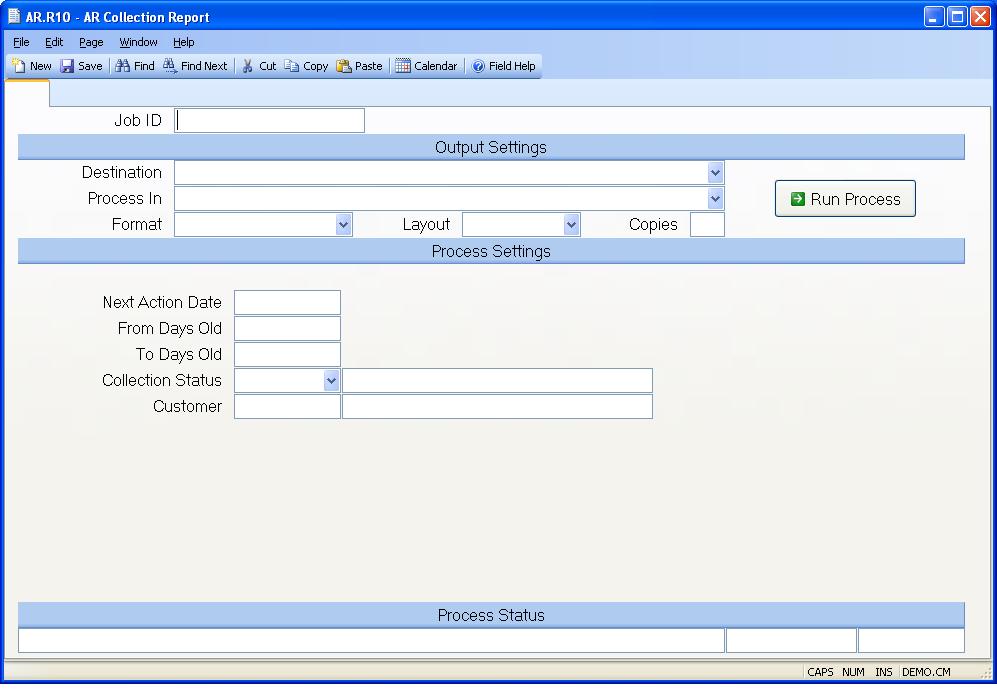 AR.R10 - AR Collection Report
File Edit Page Window Help
New Save Find Find Next Cut Copy Paste Calendar Field Help
Job ID
Output Settings
Destination
Process In
Run Process
Format Layout Copies
Process Settings
Next Action Date
From Days Old
To Days Old
Collection Status
Customer
Process Status
CAPS NUM INS DEMO.CM